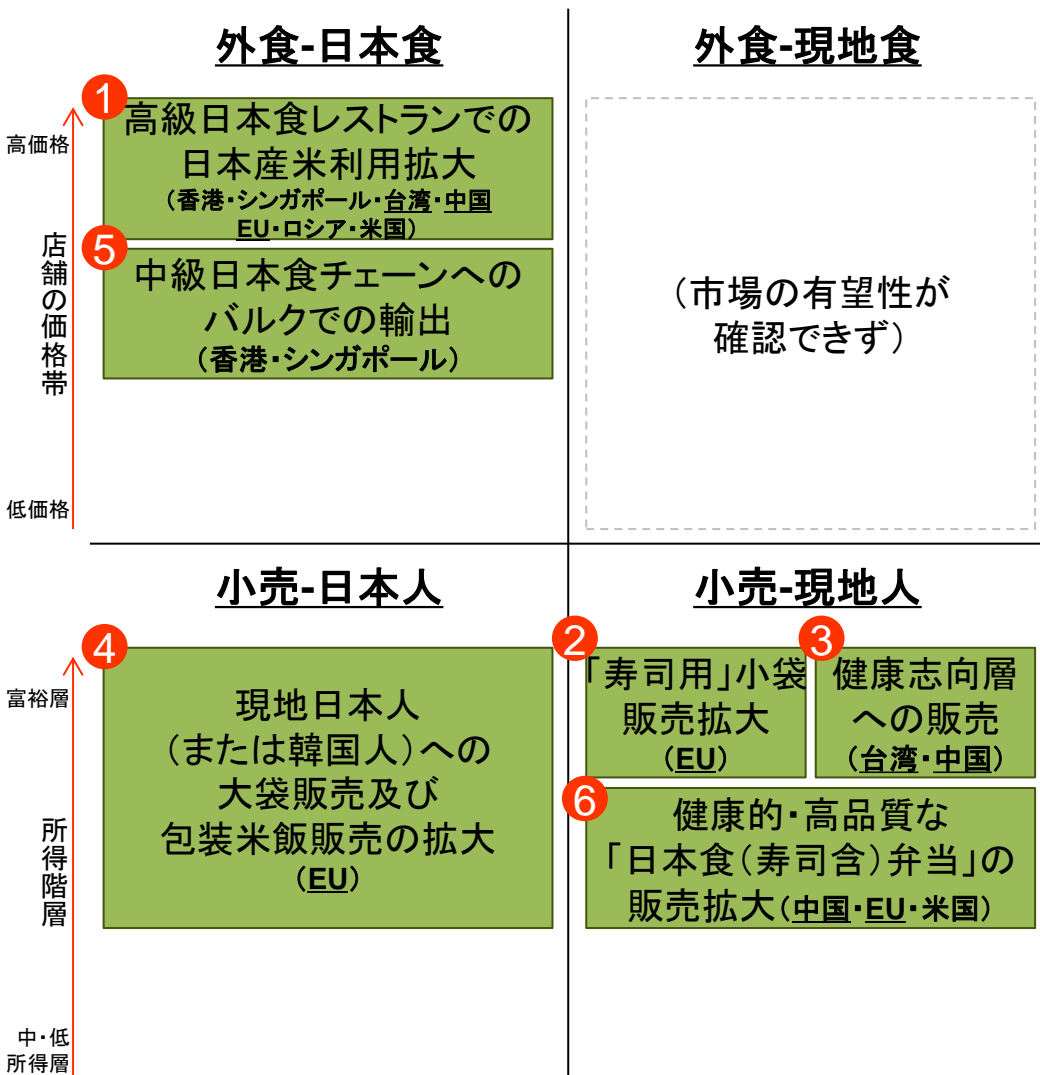 外食-日本食
外食-現地食
高価格
店舗の価格帯
低価格
1
高級日本食レストランでの
日本産米利用拡大
(香港・シンガポール・台湾・中国
EU・ロシア・米国)
5
中級日本食チェーンへの
バルクでの輸出
(香港・シンガポール)
(市場の有望性が
確認できず)
小売-日本人
小売-現地人
富裕層
所得階層
中・低
所得層
4
現地日本人
(または韓国人)への
大袋販売及び
包装米飯販売の拡大
(EU)
2
「寿司用」小袋
販売拡大
(EU)
3
健康志向層
への販売
(台湾・中国)
6
健康的・高品質な
「日本食(寿司含)弁当」の
販売拡大(中国・EU・米国)